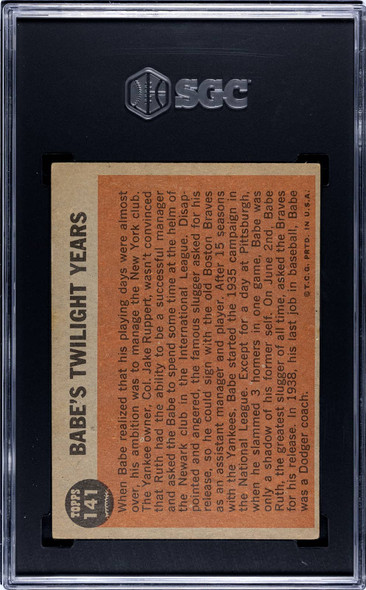 SGC
TOPPS
141
BABE'S TWILIGHT YEARS
When Babe realized that his playing days were almost
over, his ambition was to manage the New York club.
The Yankee owner, Col. Jake Ruppert, wasn't convinced
that Ruth had the ability to be a successful manager
and asked the Babe to spend some time at the helm of
the Newark club in the International League. Disap-
pointed and angered, the famous slugger asked for his
release, so he could sign with the old Boston Braves
as an assistant manager and player. After 15 seasons
with the Yankees, Babe started the 1935 campaign in
the National League. Except for a day at Pittsburgh,
when he slammed 3 homers in one game, Babe was
only a shadow of his former self. On June 2nd, Babe
Ruth, the greatest slugger of all time, asked the Braves
for his release. In 1938, his last job in baseball, Babe
was a Dodger coach.
© T.C.G. PRTD. IN U.S.A.